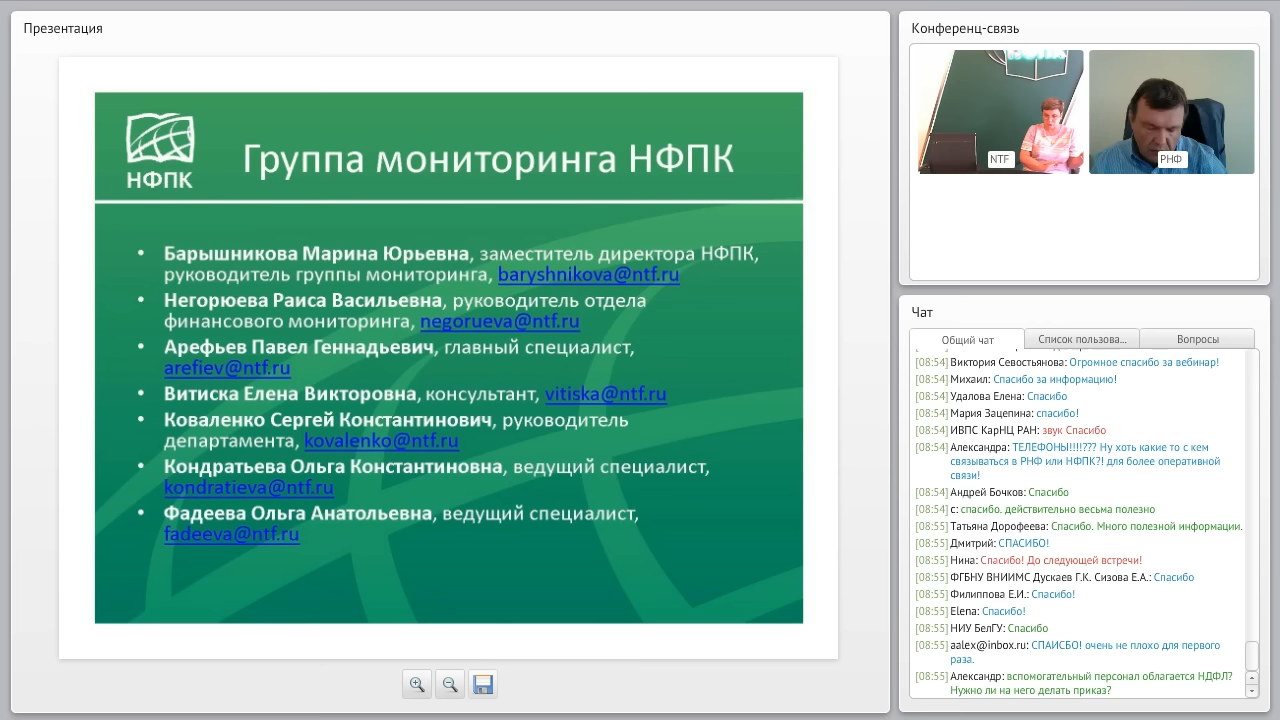 Презентация
НФПК
Группа мониторинга НФПК
• Барышникова Марина Юрьевна, заместитель директора НФПК,
руководитель группы мониторинга, baryshnikova@ntf.ru
• Негорюева Раиса Васильевна, руководитель отдела
финансового мониторинга, negorueva@ntf.ru
• Арефьев Павел Геннадьевич, главный специалист,
arefiev@ntf.ru
• Витиска Елена Викторовна, консультант, vitiska@ntf.ru
• Коваленко Сергей Константинович, руководитель
департамента, kovalenko@ntf.ru
• Кондратьева Ольга Константиновна, ведущий специалист,
kondratieva@ntf.ru
• Фадеева Ольга Анатольевна, ведущий специалист,
fadeeva@ntf.ru
Конференц-связь
NTF
РНФ
Чат
Общий чат
Список пользова...
Вопросы
[08:54] Виктория Севостьянова: Огромное спасибо за вебинар!
[08:54] Михаил: Спасибо за информацию!
[08:54] Удалова Елена: Спасибо
[08:54] Мария Зацепина: спасибо!
[08:54] ИВПС КарНЦ РАН: звук Спасибо
[08:54] Александра: ТЕЛЕФОНЫ!!!!??? Ну хоть какие то с кем
связываться в РНФ или НФПК?! для более оперативной
связи!
[08:54] Андрей Бочков: Спасибо
[08:54] с: спасибо. действительно весьма полезно
[08:55] Татьяна Дорофеева: Спасибо. Много полезной информации.
[08:55] Дмитрий: СПАСИБО!
[08:55] Нина: Спасибо! До следующей встречи!
[08:55] ФГБНУ ВНИИМС Дускаев Г.К. Сизова Е.А.: Спасибо
[08:55] Филиппова Е.И.: Спасибо!
[08:55] Elena: Спасибо!
[08:55] НИУ БелГУ: Спасибо
[08:55] aalex@inbox.ru: СПАИСБО! очень не плохо для первого
раза.
[08:55] Александр: вспомогательный персонал облагается НДФЛ?
Нужно ли на него делать приказ?